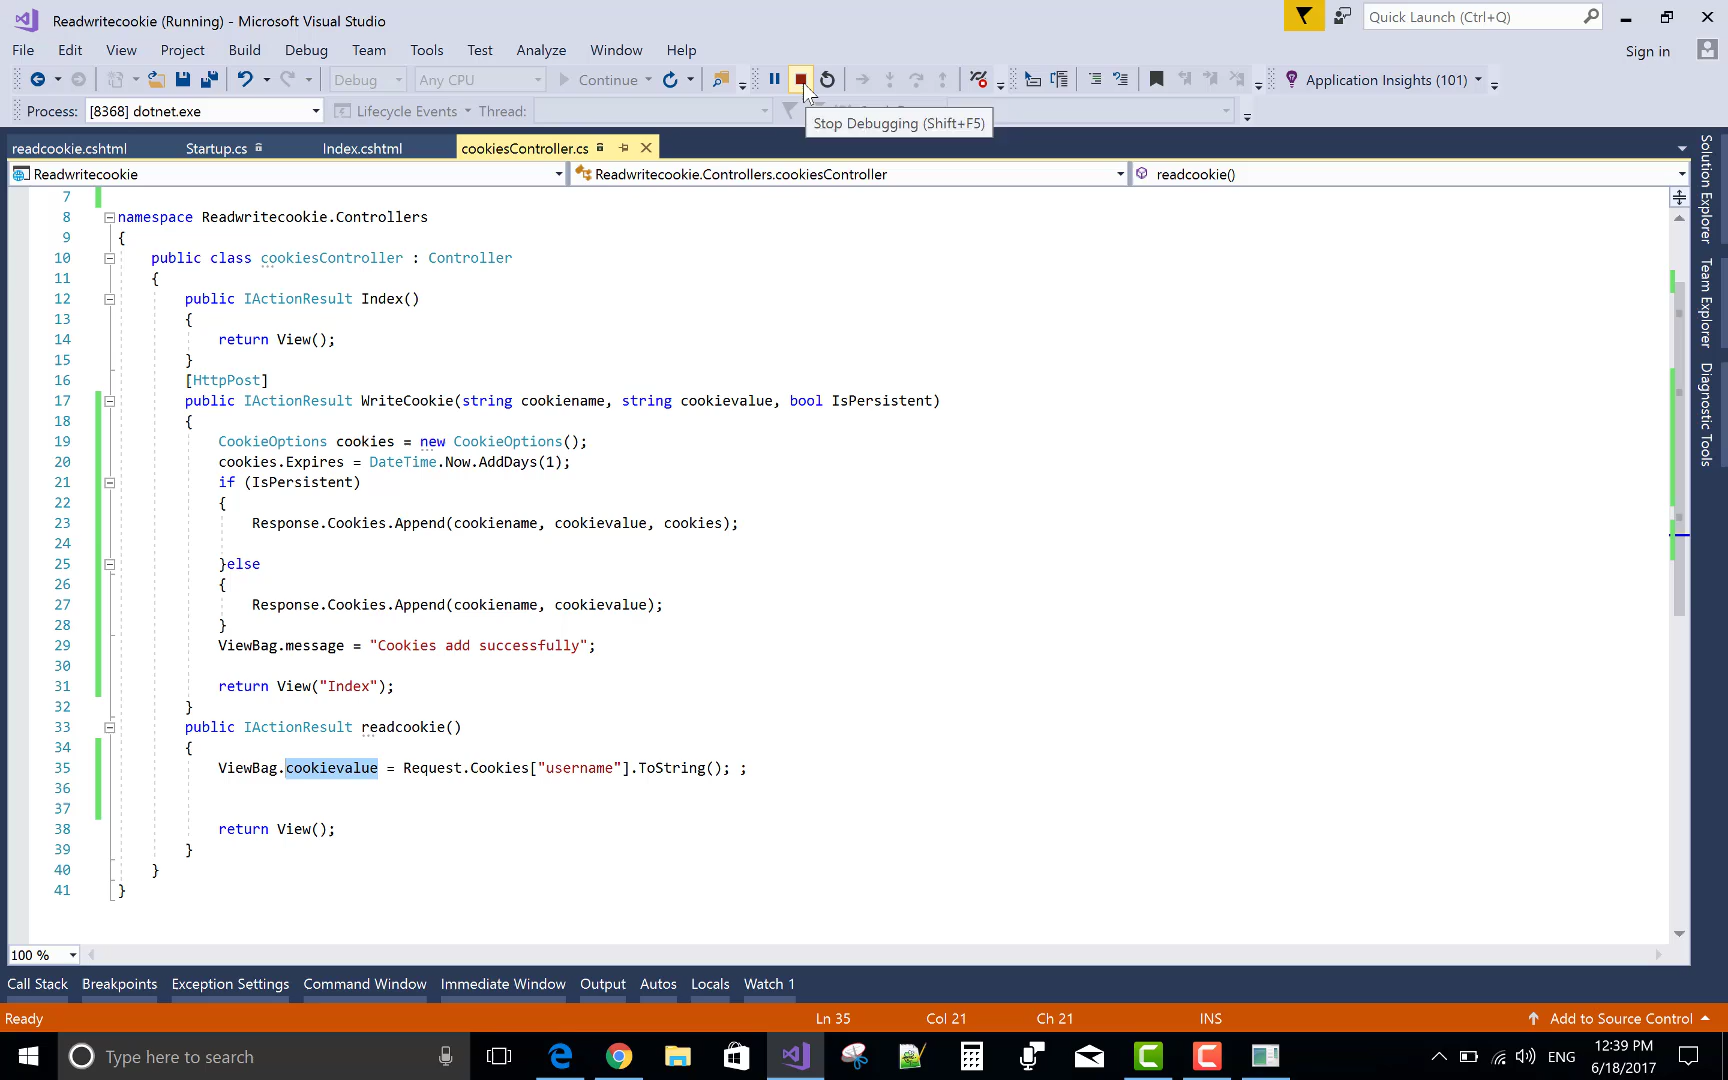 Readwritecookie (Running) - Microsoft Visual Studio
Quick Launch (Ctrl+Q)
File Edit View Project Build Debug Team Tools Test Analyze Window Help
Sign in
Debug Any CPU Continue Application Insights (101)
Process: [8368] dotnet.exe Lifecycle Events Thread:
Stop Debugging (Shift+F5)
readcookie.cshtml Startup.cs Index.cshtml cookiesController.cs
Readwritecookie Readwritecookie.Controllers.cookiesController readcookie()
7
8 namespace Readwritecookie.Controllers
9 {
10 public class cookiesController : Controller
11 {
12 public IActionResult Index()
13 {
14 return View();
15 }
16 [HttpPost]
17 public IActionResult WriteCookie(string cookiename, string cookievalue, bool IsPersistent)
18 {
19 CookieOptions cookies = new CookieOptions();
20 cookies.Expires = DateTime.Now.AddDays(1);
21 if (IsPersistent)
22 {
23 Response.Cookies.Append(cookiename, cookievalue, cookies);
24
25 }else
26 {
27 Response.Cookies.Append(cookiename, cookievalue);
28 }
29 ViewBag.message = "Cookies add successfully";
30
31 return View("Index");
32 }
33 public IActionResult readcookie()
34 {
35 ViewBag.cookievalue = Request.Cookies["username"].ToString(); ;
36
37
38 return View();
39 }
40 }
41 }
Solution Explorer
Team Explorer
Diagnostic Tools
100 %
Call Stack Breakpoints Exception Settings Command Window Immediate Window Output Autos Locals Watch 1
Ready Ln 35 Col 21 Ch 21 INS Add to Source Control
Type here to search
ENG
12:39 PM
6/18/2017